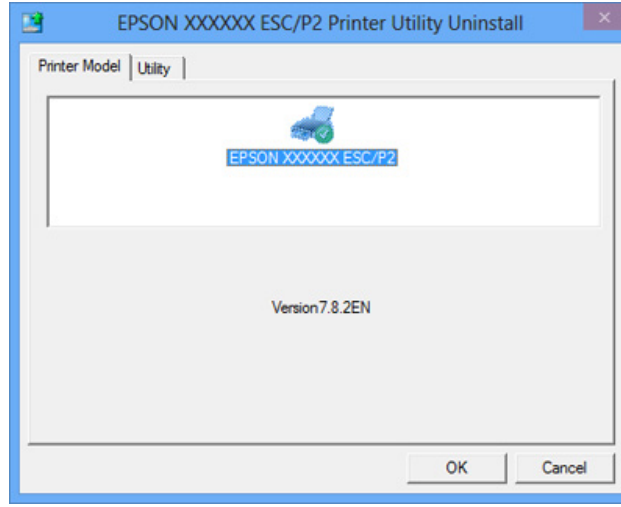 EPSON XXXXXX ESC/P2 Printer Utility Uninstall
Printer Model Utility
EPSON XXXXXX ESC/P2
Version7.8.2EN
OK Cancel